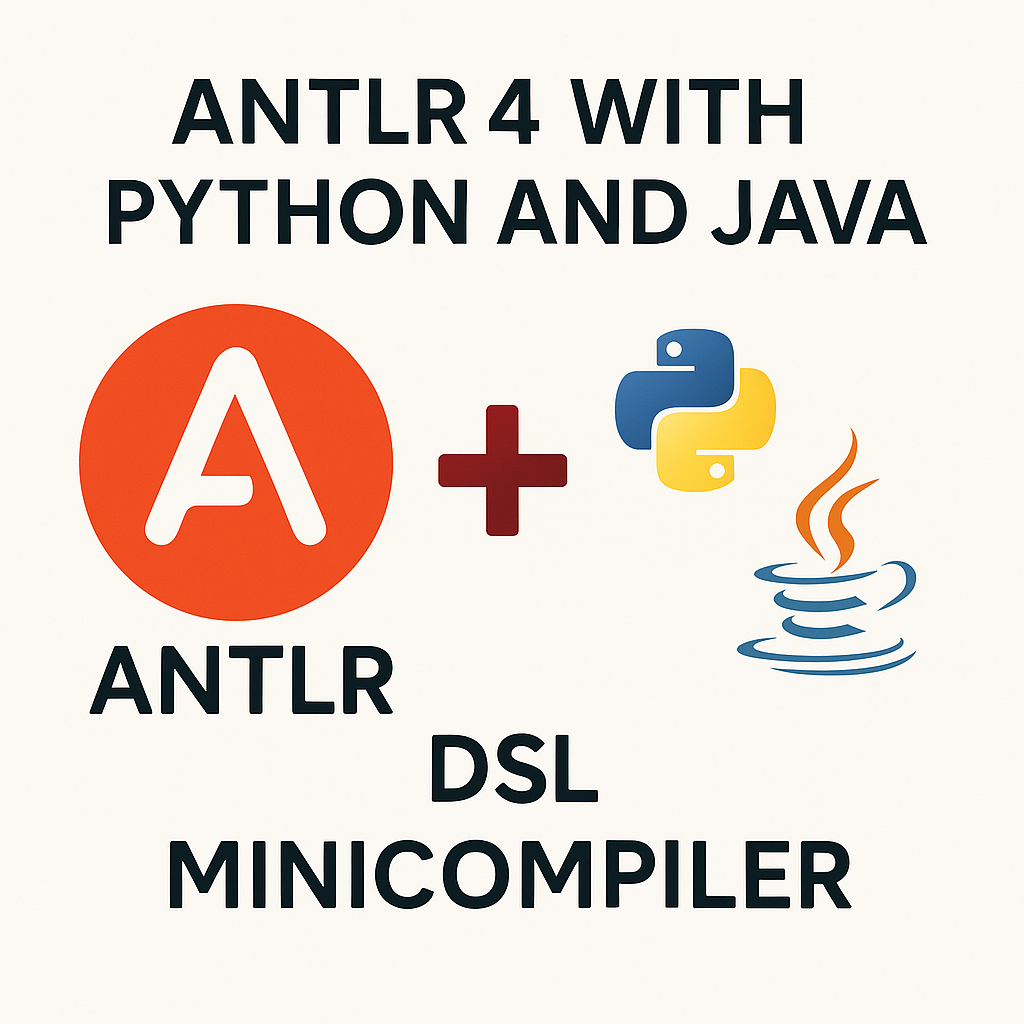 ANTLR 4 WITH
PYTHON AND JAVA
ANTLR
DSL
MINICOMPILER